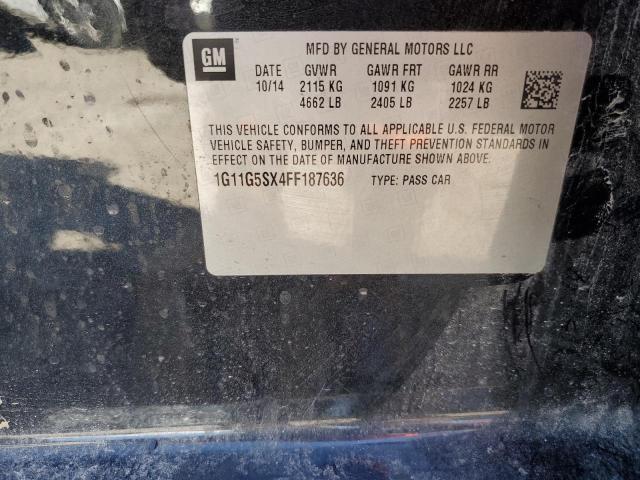 GM
MFD BY GENERAL MOTORS LLC
DATE GVWR GAWR FRT GAWR RR
10/14 2115 KG 1091 KG 1024 KG
4662 LB 2405 LB 2257 LB
THIS VEHICLE CONFORMS TO ALL APPLICABLE U.S. FEDERAL MOTOR
VEHICLE SAFETY, BUMPER, AND THEFT PREVENTION STANDARDS IN
EFFECT ON THE DATE OF MANUFACTURE SHOWN ABOVE.
1G11G5SX4FF187636 TYPE: PASS CAR